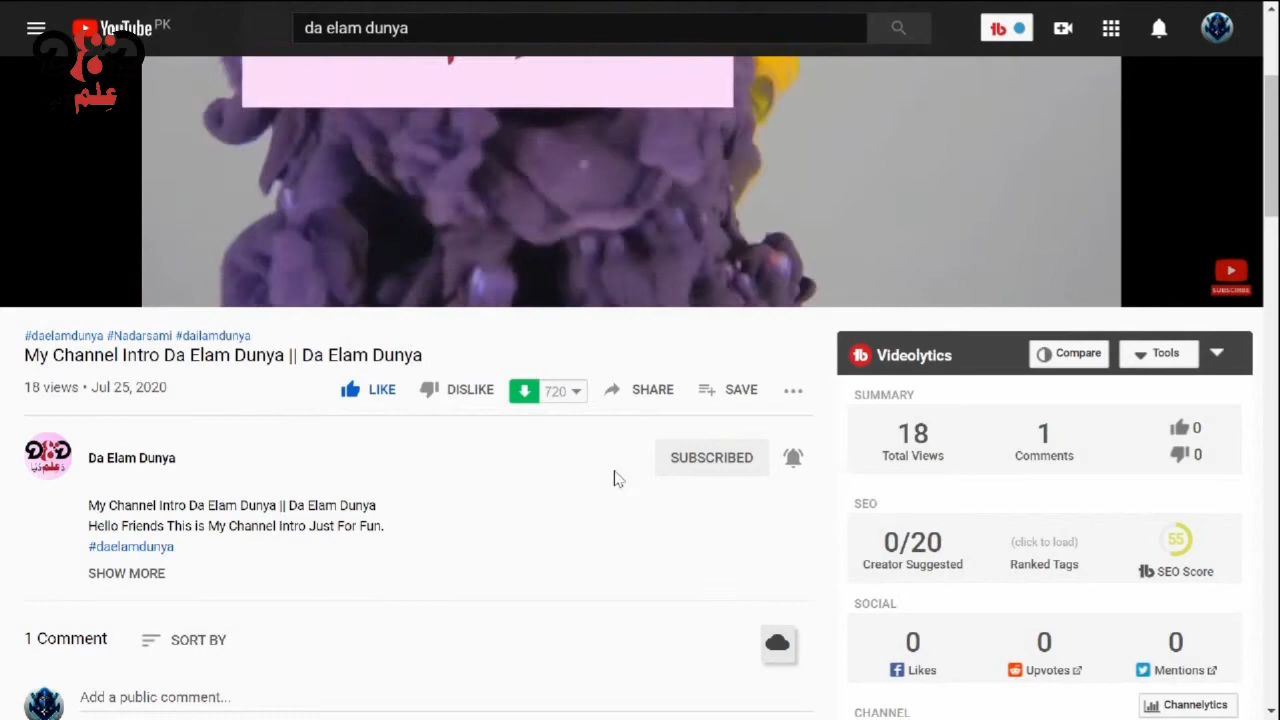 YouTube PK
da elam dunya
علم
SUBSCRIBE
#daelamdunya #Nadarsami #dailamdunya
My Channel Intro Da Elam Dunya || Da Elam Dunya
18 views • Jul 25, 2020
LIKE
DISLIKE
720
SHARE
SAVE
Da Elam Dunya
SUBSCRIBED
My Channel Intro Da Elam Dunya || Da Elam Dunya
Hello Friends This is My Channel Intro Just For Fun.
#daelamdunya
SHOW MORE
1 Comment
SORT BY
Add a public comment...
Videolytics
Compare
Tools
SUMMARY
18
Total Views
1
Comments
0
0
SEO
0/20
Creator Suggested
(click to load)
Ranked Tags
55
SEO Score
SOCIAL
0
Likes
0
Upvotes
0
Mentions
CHANNEL
Channelytics